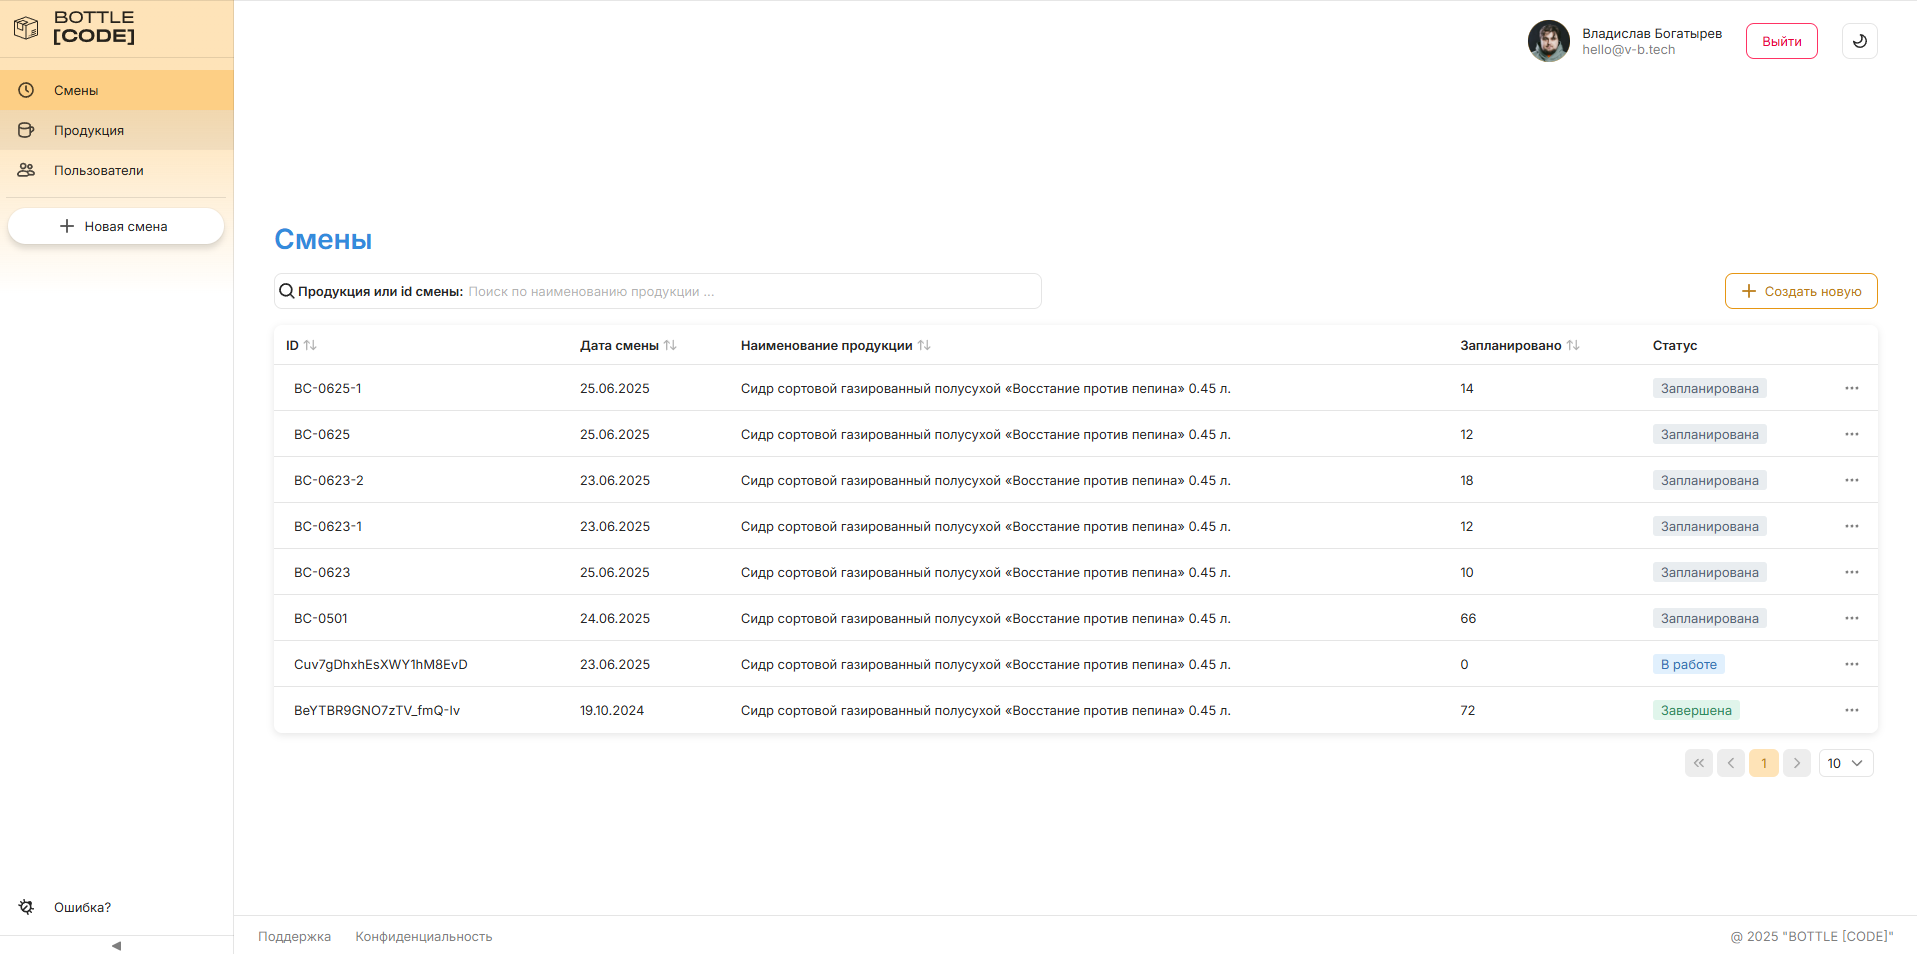 BOTTLE
[CODE]
Смены
Продукция
Пользователи
Новая смена
Ошибка?
Владислав Богатырев
hello@v-b.tech
Выйти
Смены
Продукция или id смены: Поиск по наименованию продукции ...
Создать новую
ID Дата смены Наименование продукции Запланировано Статус
BC-0625-1 25.06.2025 Сидр сортовой газированный полусухой «Восстание против пепина» 0.45 л. 14 Запланирована
BC-0625 25.06.2025 Сидр сортовой газированный полусухой «Восстание против пепина» 0.45 л. 12 Запланирована
BC-0623-2 23.06.2025 Сидр сортовой газированный полусухой «Восстание против пепина» 0.45 л. 18 Запланирована
BC-0623-1 23.06.2025 Сидр сортовой газированный полусухой «Восстание против пепина» 0.45 л. 12 Запланирована
BC-0623 25.06.2025 Сидр сортовой газированный полусухой «Восстание против пепина» 0.45 л. 10 Запланирована
BC-0501 24.06.2025 Сидр сортовой газированный полусухой «Восстание против пепина» 0.45 л. 66 Запланирована
Cuv7gDhxhEsXWY1hM8EvD 23.06.2025 Сидр сортовой газированный полусухой «Восстание против пепина» 0.45 л. 0 В работе
BeYTBR9GNO7zTV_fmQ-Iv 19.10.2024 Сидр сортовой газированный полусухой «Восстание против пепина» 0.45 л. 72 Завершена
1 10
Поддержка Конфиденциальность @ 2025 "BOTTLE [CODE]"